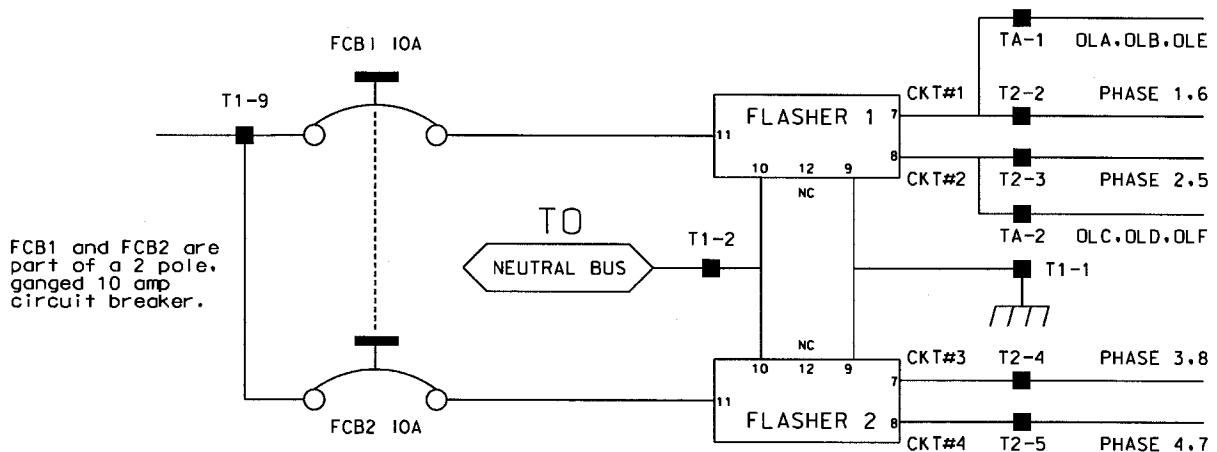 TA-1 OLA.OLB.OLE
FCB1 10A
T1-9
CKT#1 T2-2 PHASE 1.6
FLASHER 1
7
11
8
10 12 9
NC
CKT#2 T2-3 PHASE 2.5
TA-2 OLC.OLD.OLF
TO
NEUTRAL BUS
T1-2
T1-1
FCB1 and FCB2 are
part of a 2 pole.
ganged 10 amp
circuit breaker.
NC
10 12 9
CKT#3 T2-4 PHASE 3.8
7
11
FLASHER 2
8
FCB2 10A
CKT#4 T2-5 PHASE 4.7